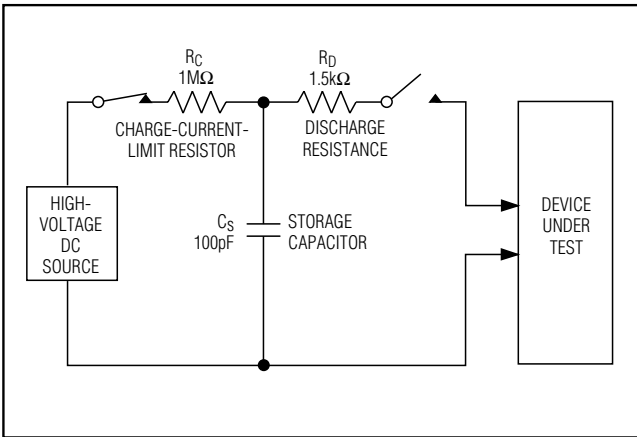 R_C
1MΩ
CHARGE-CURRENT-
LIMIT RESISTOR
R_D
1.5kΩ
DISCHARGE
RESISTANCE
HIGH-
VOLTAGE
DC
SOURCE
C_S
100pF
STORAGE
CAPACITOR
DEVICE
UNDER
TEST